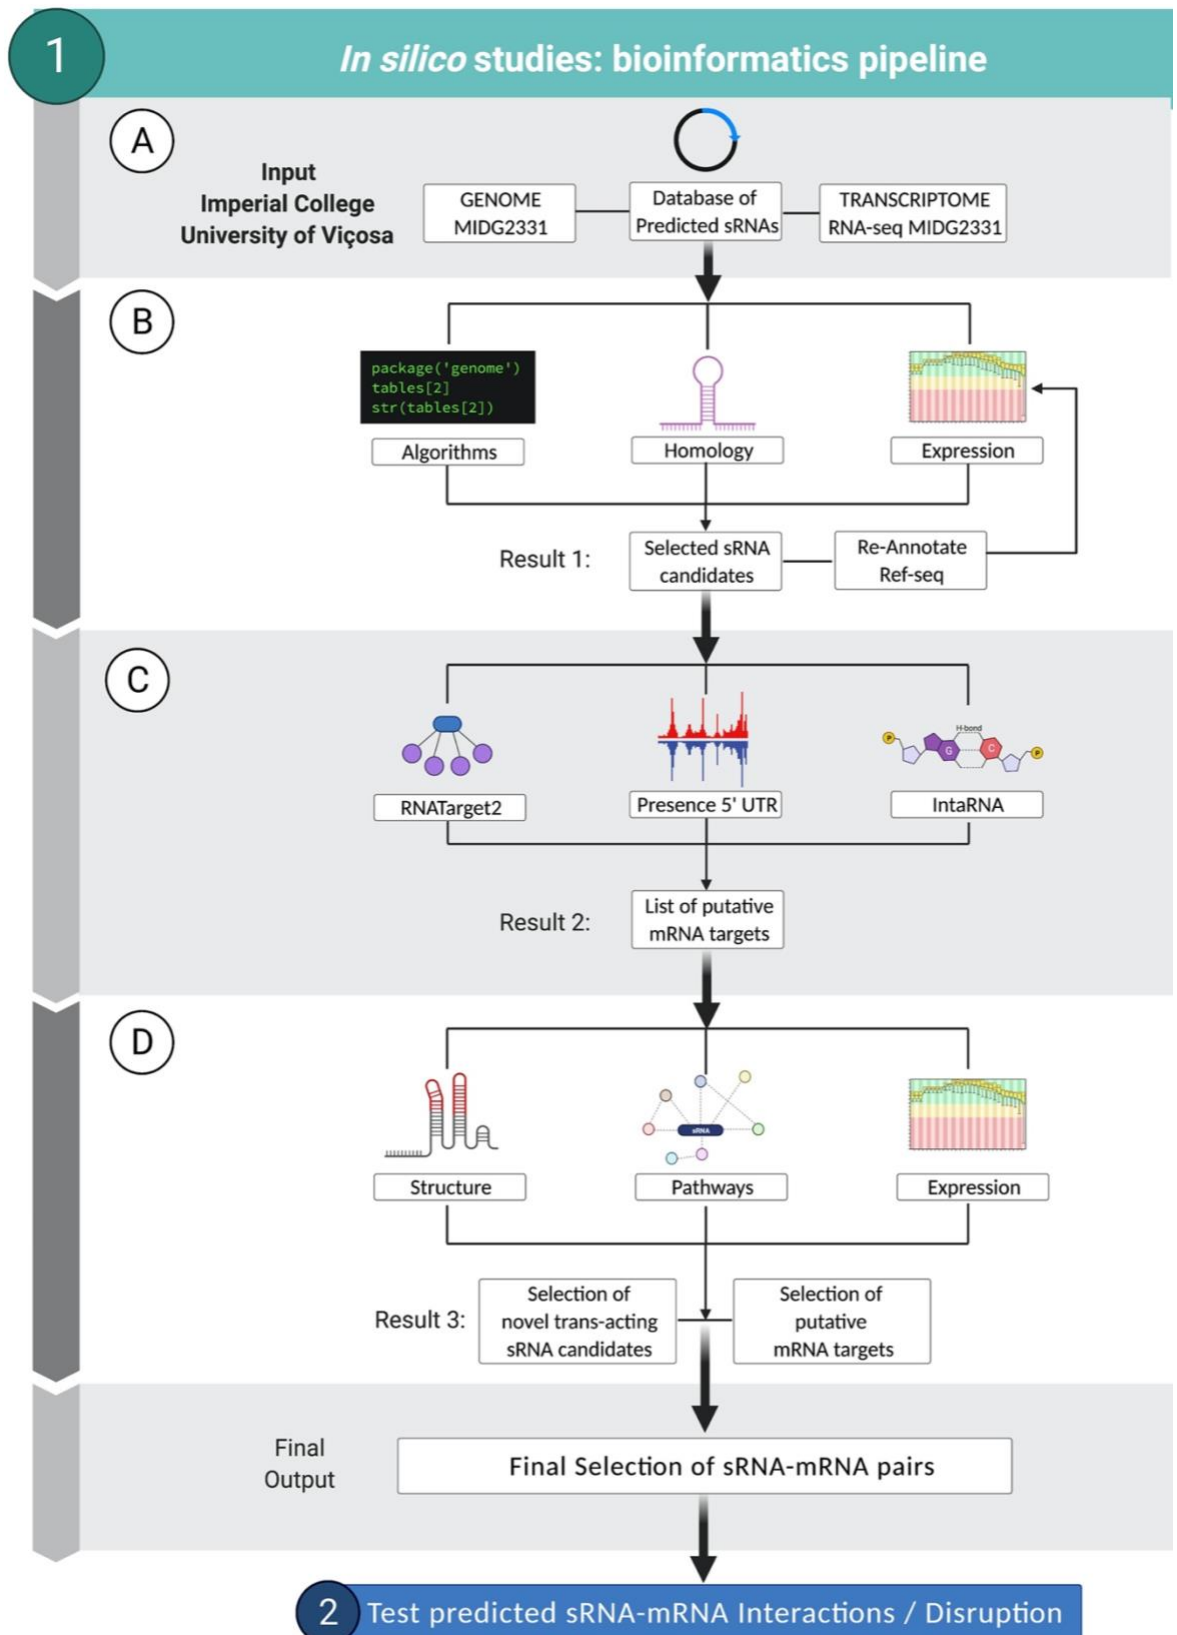 1
In silico studies: bioinformatics pipeline
A
Input
Imperial College
University of Viçosa
GENOME
MIDG2331
Database of
Predicted sRNAs
TRANSCRIPTOME
RNA-seq MIDG2331
B
package('genome')
tables[2]
str(tables[2])
Algorithms
Homology
Expression
Result 1:
Selected sRNA
candidates
Re-Annotate
Ref-seq
C
H-bond
P
G
C
P
RNATarget2
Presence 5' UTR
IntaRNA
Result 2:
List of putative
mRNA targets
D
sRNA
Structure
Pathways
Expression
Result 3:
Selection of
novel trans-acting
sRNA candidates
Selection of
putative
mRNA targets
Final
Output
Final Selection of sRNA-mRNA pairs
2
Test predicted sRNA-mRNA Interactions / Disruption